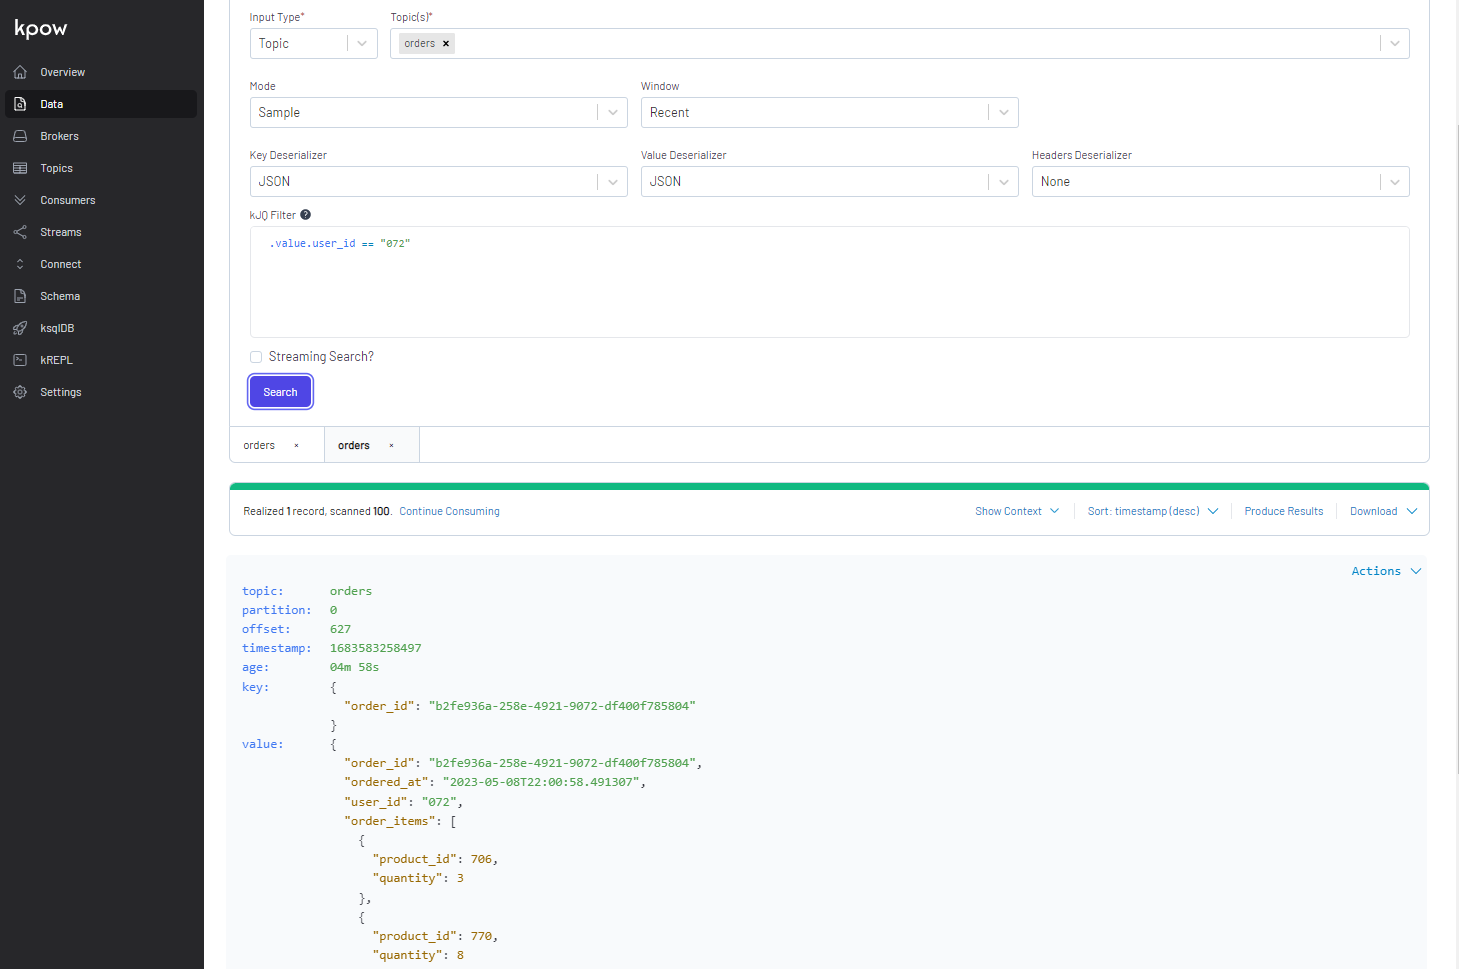 kpow
Overview
Data
Brokers
Topics
Consumers
Streams
Connect
Schema
ksqlDB
kREPL
Settings
Input Type* Topic(s)*
Topic orders ×
Mode Window
Sample Recent
Key Deserializer Value Deserializer Headers Deserializer
JSON JSON None
kJQ Filter ?
.value.user_id == "072"
Streaming Search?
Search
orders × orders ×
Realized 1 record, scanned 100. Continue Consuming Show Context Sort: timestamp (desc) Produce Results Download
Actions
topic: orders
partition: 0
offset: 627
timestamp: 1683583258497
age: 04m 58s
key: {
"order_id": "b2fe936a-258e-4921-9072-df400f785804"
}
value: {
"order_id": "b2fe936a-258e-4921-9072-df400f785804",
"ordered_at": "2023-05-08T22:00:58.491307",
"user_id": "072",
"order_items": [
{
"product_id": 706,
"quantity": 3
},
{
"product_id": 770,
"quantity": 8